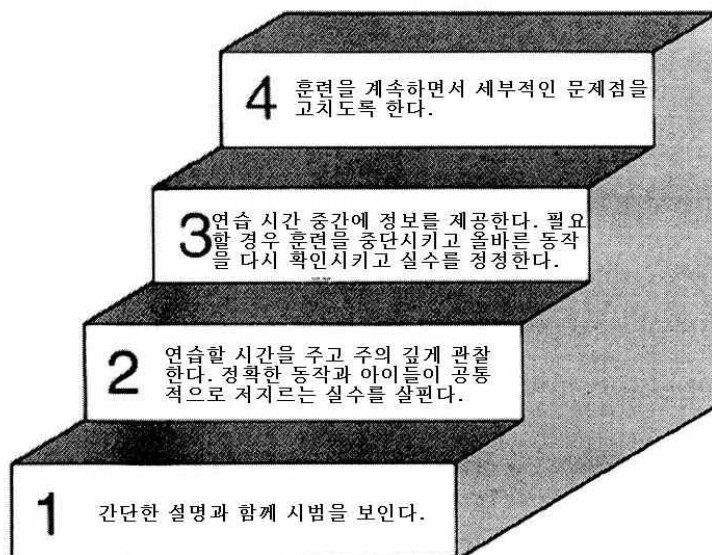 4 훈련을 계속하면서 세부적인 문제점을
고치도록 한다.
3 연습 시간 중간에 정보를 제공한다. 필요
할 경우 훈련을 중단시키고 올바른 동작
을 다시 확인시키고 실수를 정정한다.
2 연습할 시간을 주고 주의 깊게 관찰
한다. 정확한 동작과 아이들이 공통
적으로 저지르는 실수를 살핀다.
1 간단한 설명과 함께 시범을 보인다.